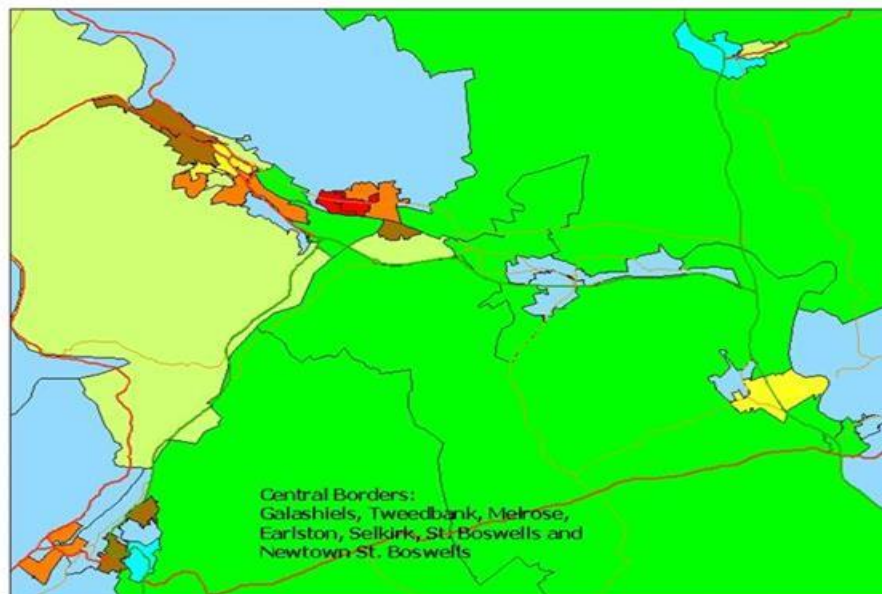 Central Borders:
Galashiels, Tweedbank, Melrose,
Earlston, Selkirk, St. Boswells and
Newtown St. Boswells